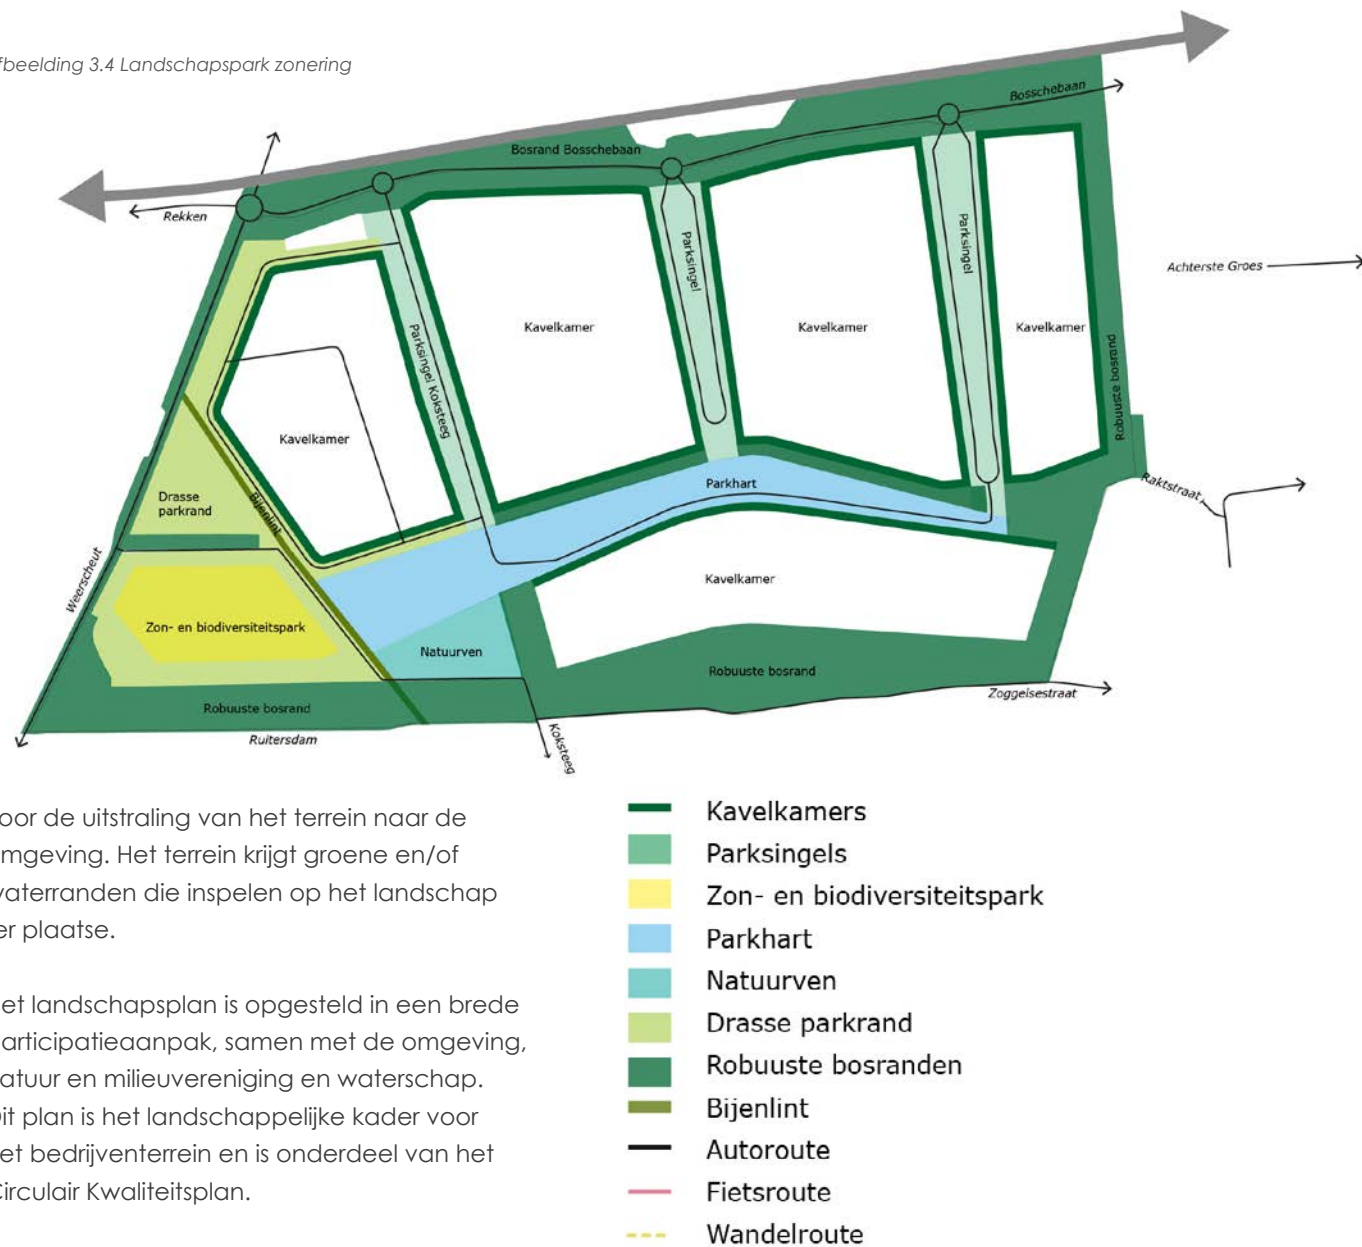 fbeelding 3.4 Landschapspark zonering
Bosschebaan
Bosrand Bosschebaan
Rekken
Parksingel
Parksingel
Achterste Groes
Kavelkamer
Kavelkamer
Kavelkamer
Parksingel Koksteeg
Robuuste bosrand
Kavelkamer
Parkhart
Raktstraat
Drasse
parkrand
Bijenlint
Weerscheut
Kavelkamer
Zon- en biodiversiteitspark
Natuurven
Robuuste bosrand
Zoggelsestraat
Robuuste bosrand
Ruitersdam
Koksteeg
oor de uitstraling van het terrein naar de
mgeving. Het terrein krijgt groene en/of
vaterranden die inspelen op het landschap
er plaatse.
et landschapsplan is opgesteld in een brede
articipatieaanpak, samen met de omgeving,
atuur en milieuvereniging en waterschap.
it plan is het landschappelijke kader voor
et bedrijventerrein en is onderdeel van het
Circulair Kwaliteitsplan.
Kavelkamers
Parksingels
Zon- en biodiversiteitspark
Parkhart
Natuurven
Drasse parkrand
Robuuste bosranden
Bijenlint
Autoroute
Fietsroute
Wandelroute